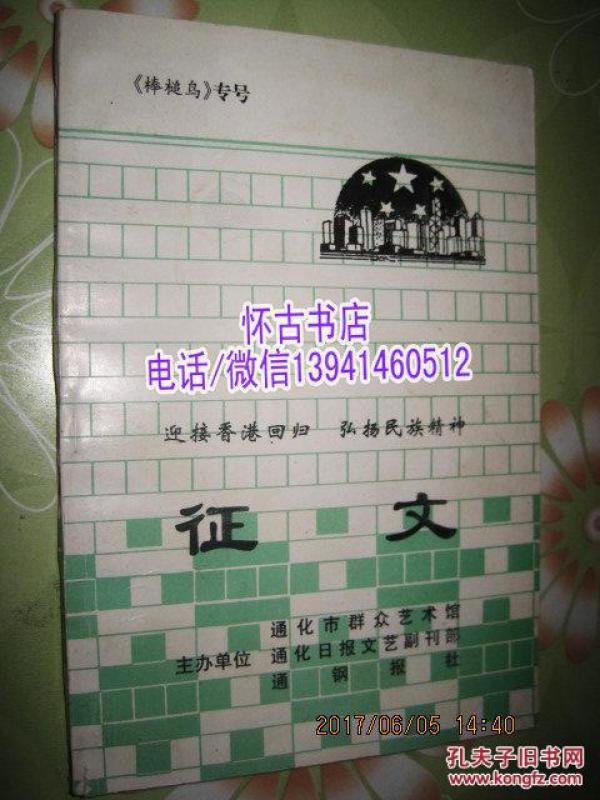 《棒槌鸟》专号
怀古书店
电话/微信13941460512
迎接香港回归 弘扬民族精神
征文
通化市群众艺术馆
主办单位 通化日报文艺副刊部
通钢报社
2017/06/05 14:40
孔夫子旧书网
www.kongfz.com